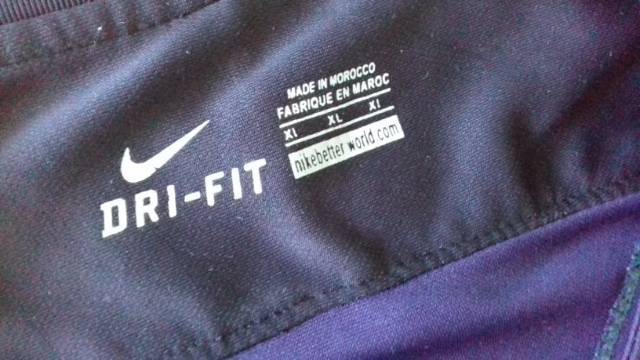 MADE IN MOROCCO
FABRIQUE EN MAROC
XL XL XL
nikebetterworld.com
DRI-FIT